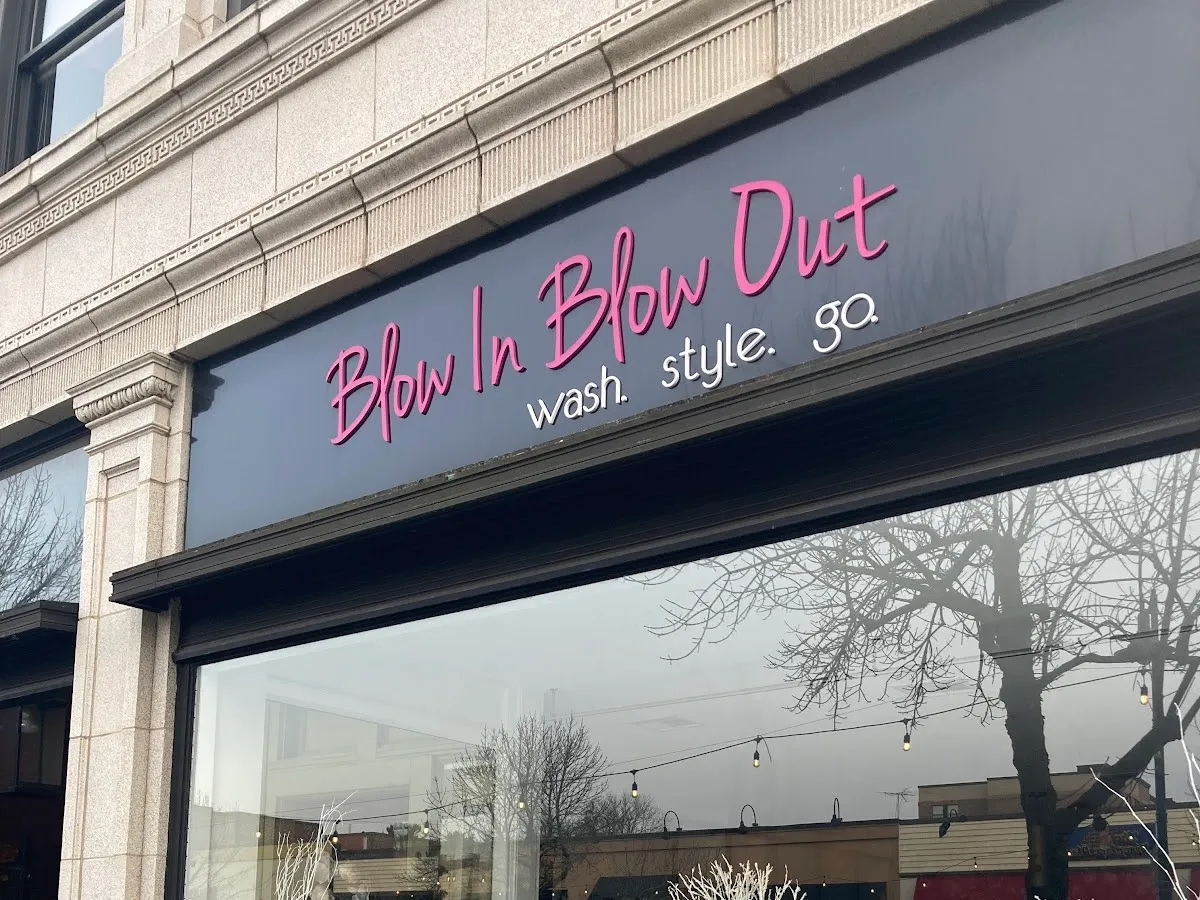 Blow In Blow Out
wash. style. go.